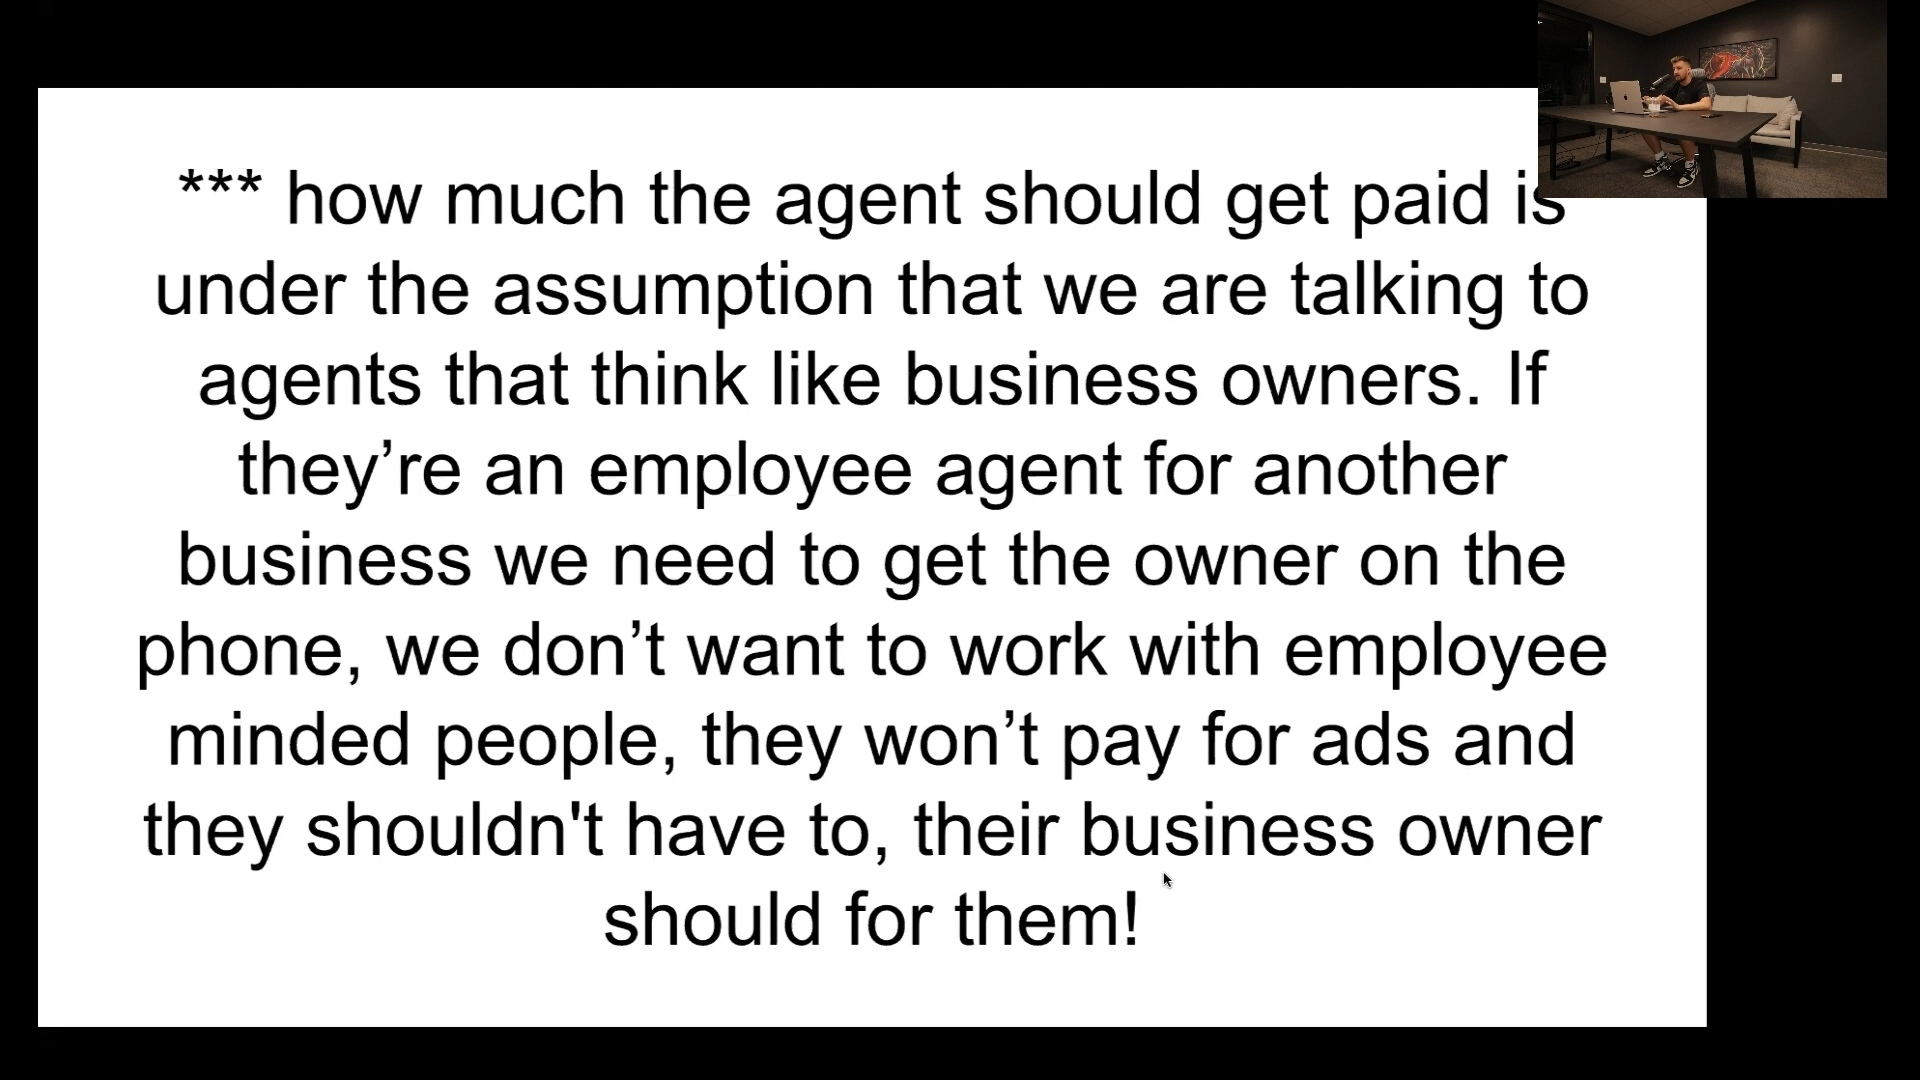 *** how much the agent should get paid is
under the assumption that we are talking to
agents that think like business owners. If
they’re an employee agent for another
business we need to get the owner on the
phone, we don’t want to work with employee
minded people, they won’t pay for ads and
they shouldn't have to, their business owner
should for them!